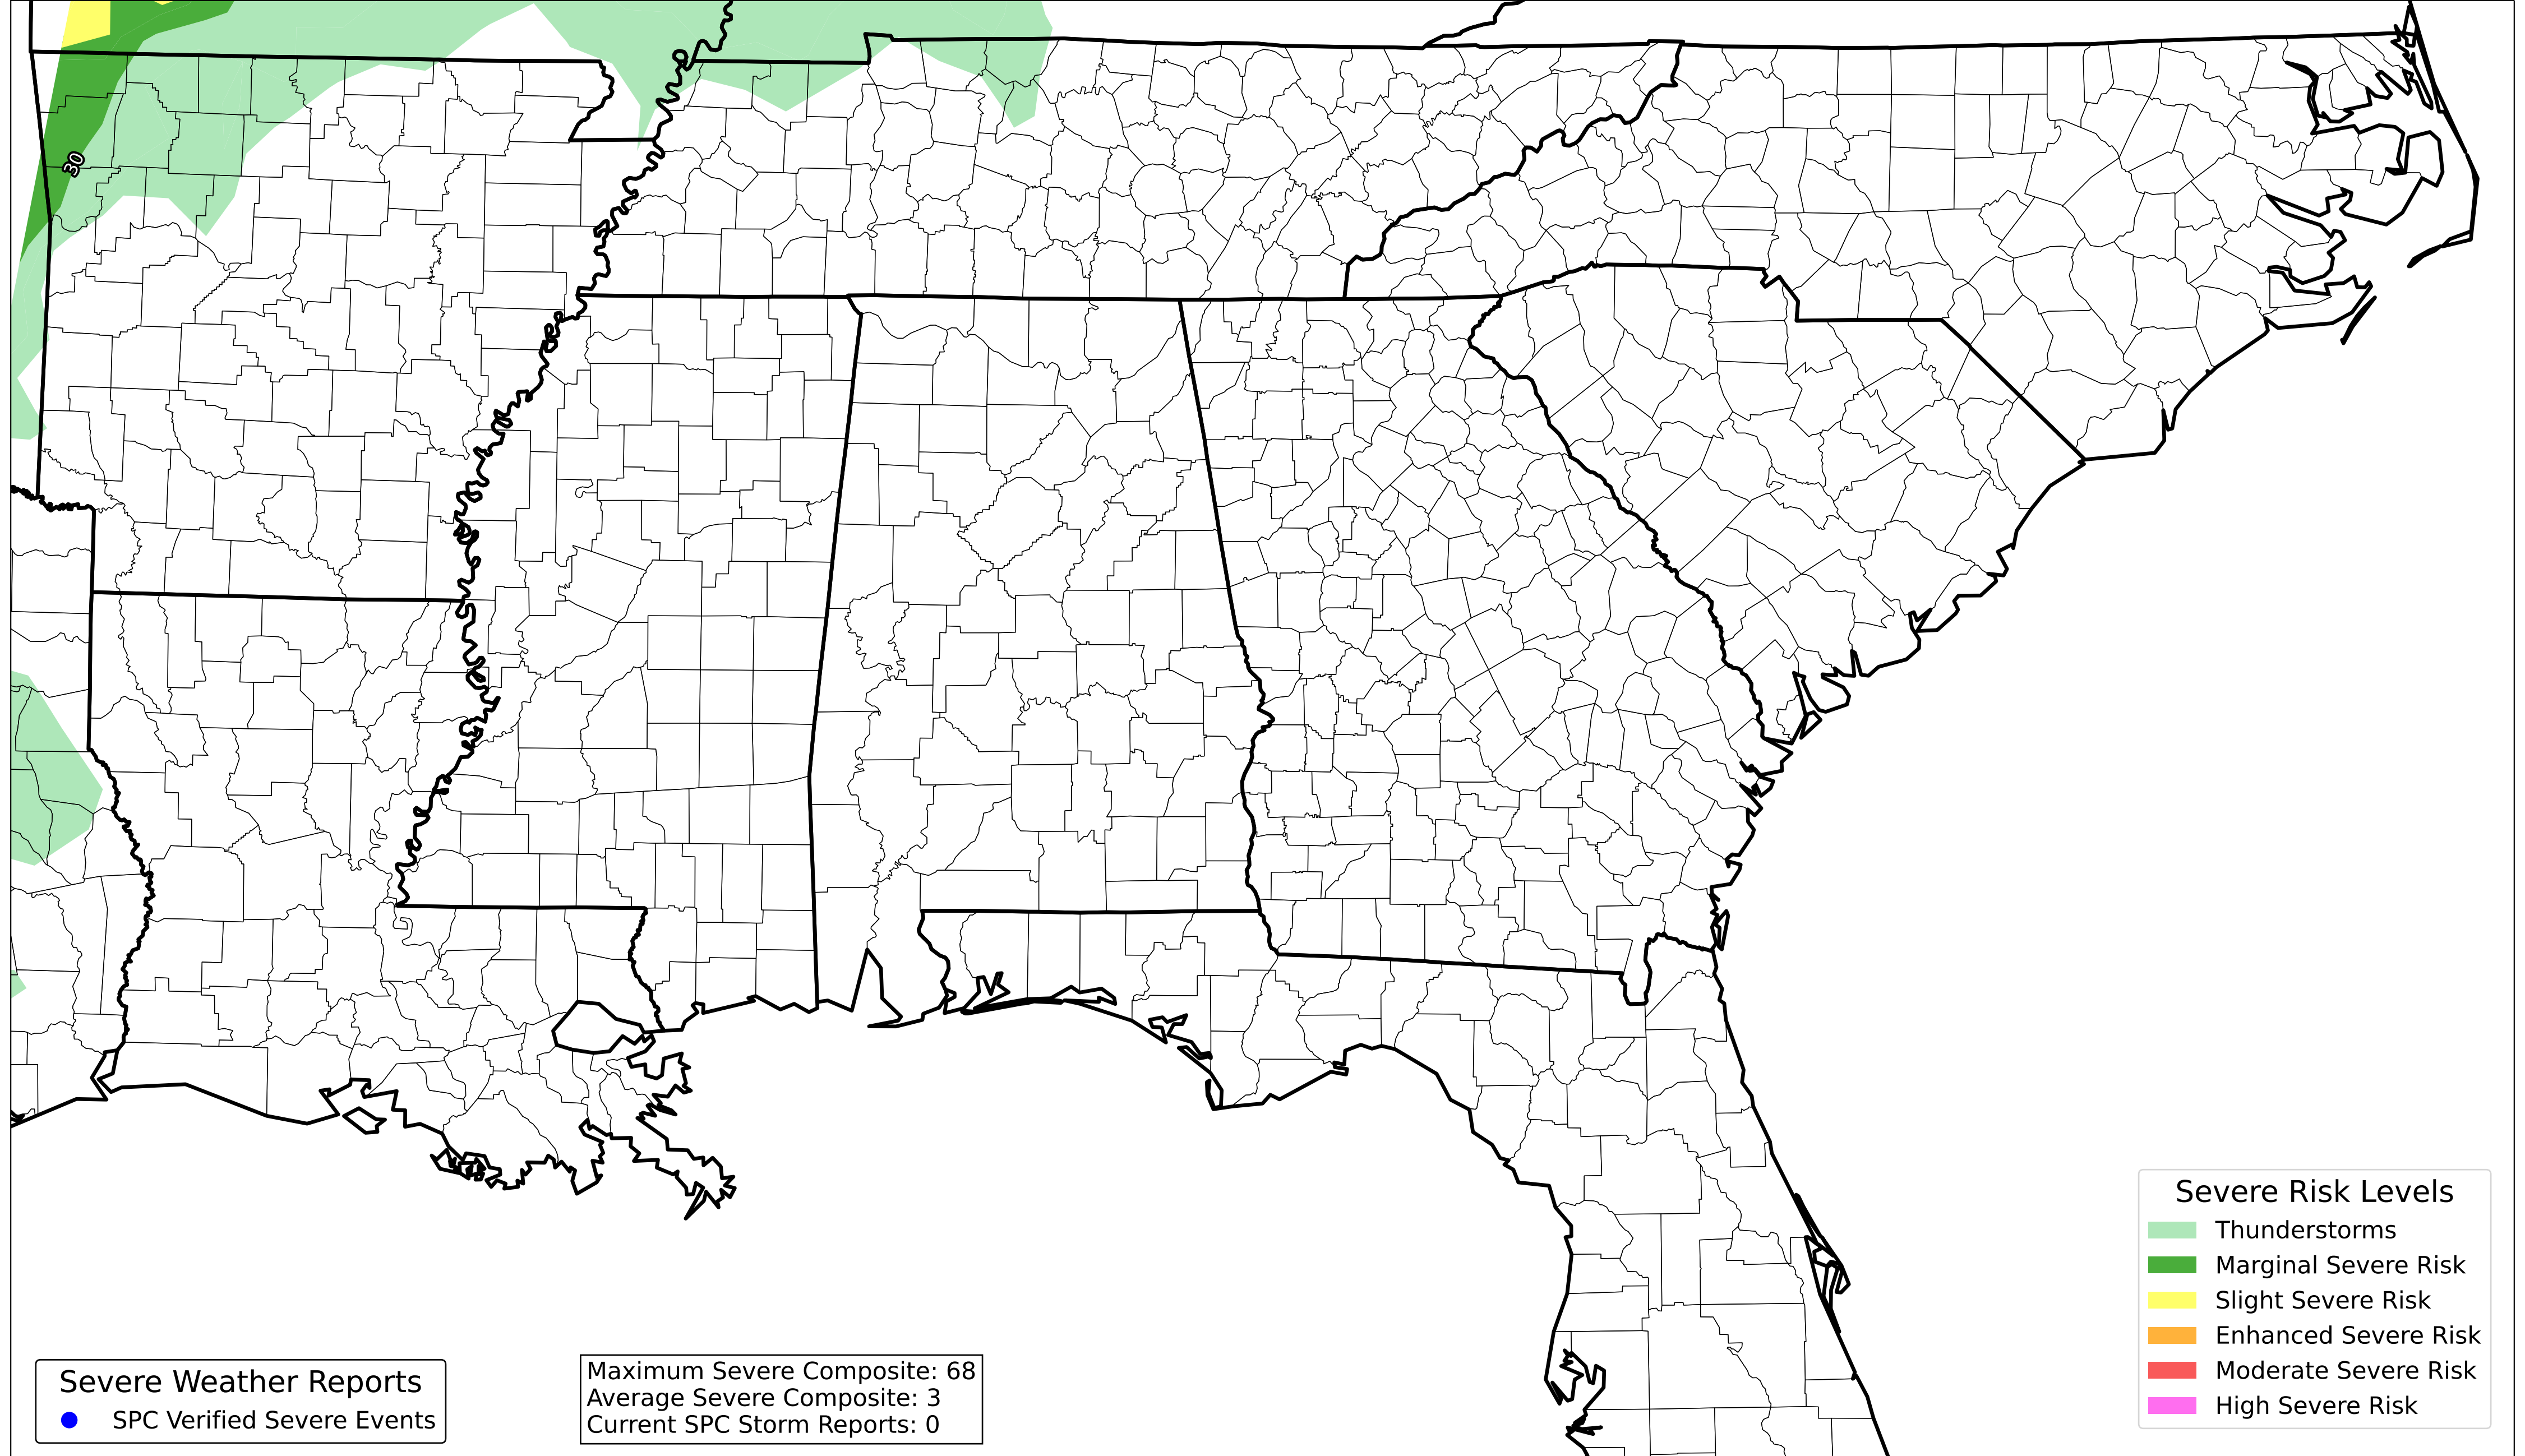 30
Severe Risk Levels
Thunderstorms
Marginal Severe Risk
Slight Severe Risk
Enhanced Severe Risk
Moderate Severe Risk
High Severe Risk
Severe Weather Reports
SPC Verified Severe Events
Maximum Severe Composite: 68
Average Severe Composite: 3
Current SPC Storm Reports: 0